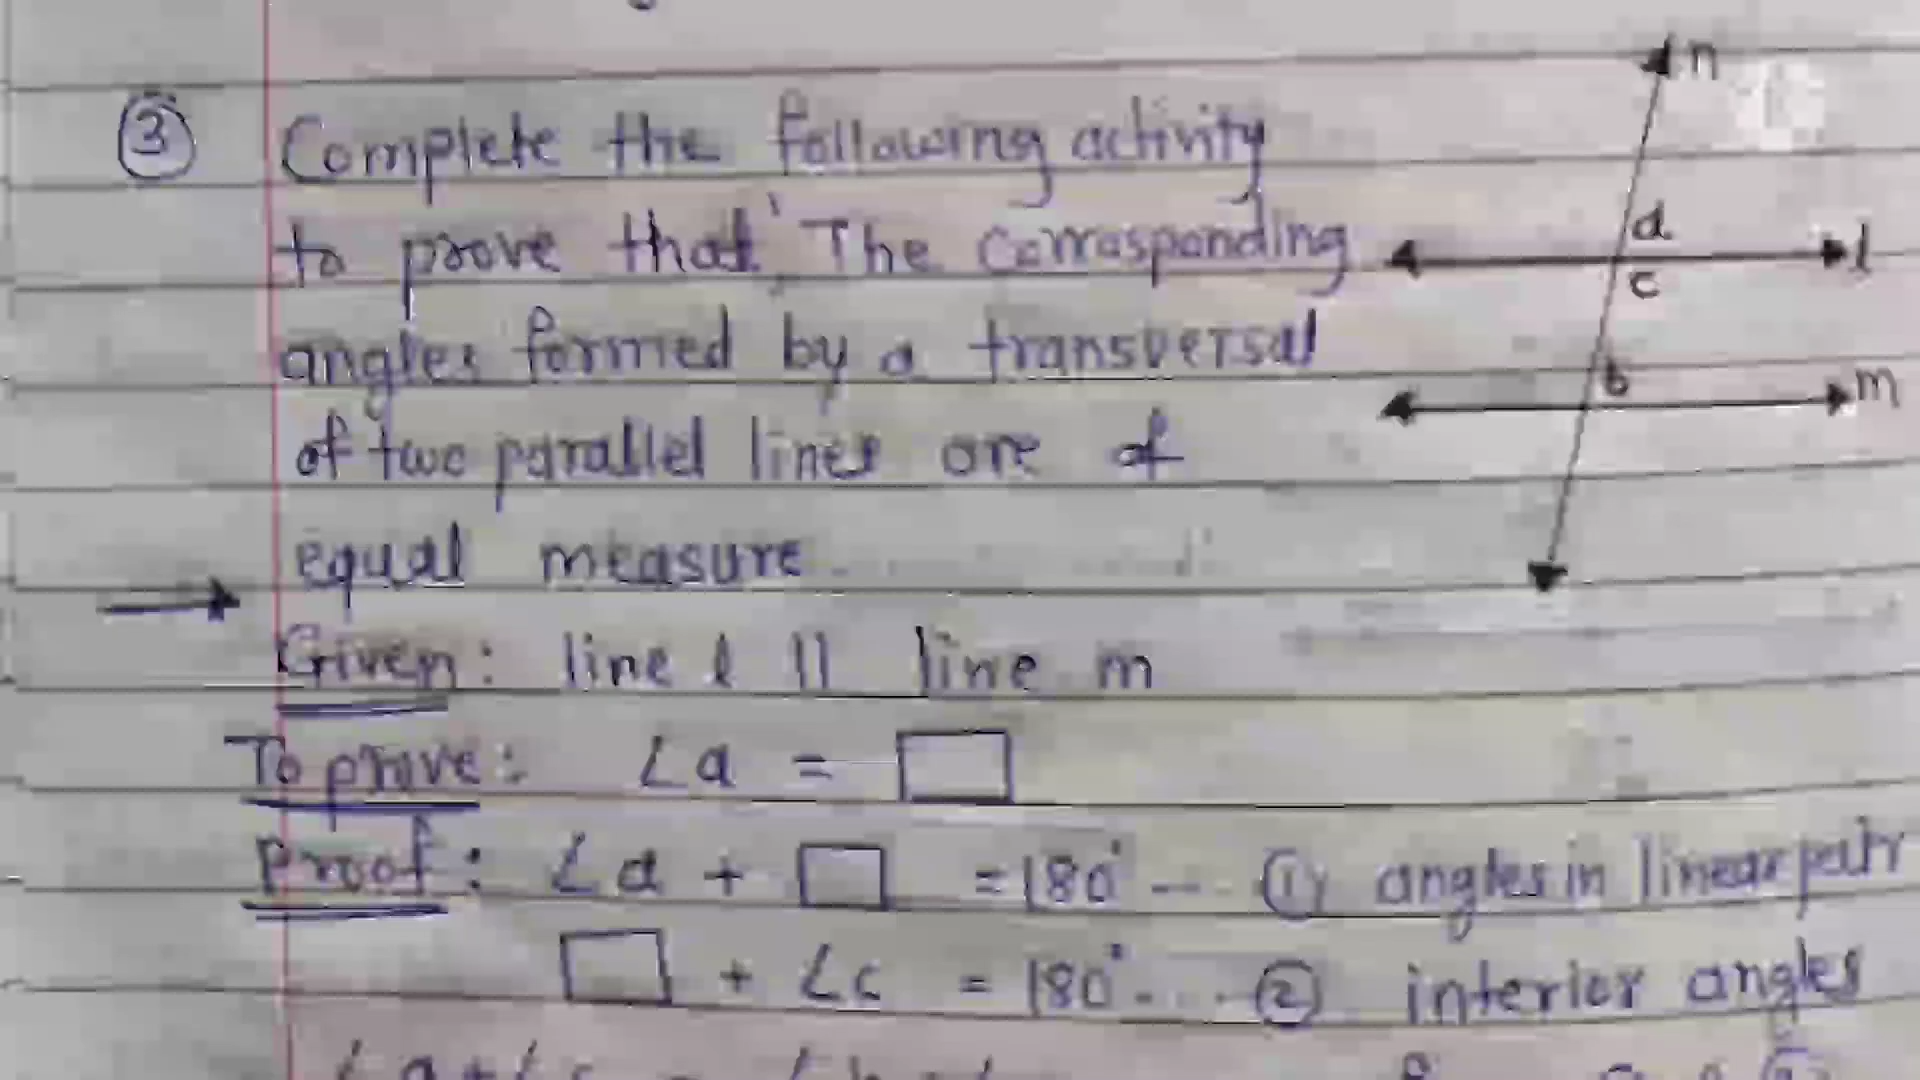 n
③ Complete the following activity
to prove that 'The corrasponding
a
l
c
angles formed by a transversal
b
m
of two parallel lines are of
equal measure
Given: line l || line m
To prove: ∠a =
Proof: ∠a + = 180° --- ① angles in linear pair
+ ∠c = 180° ---- ② interior angles